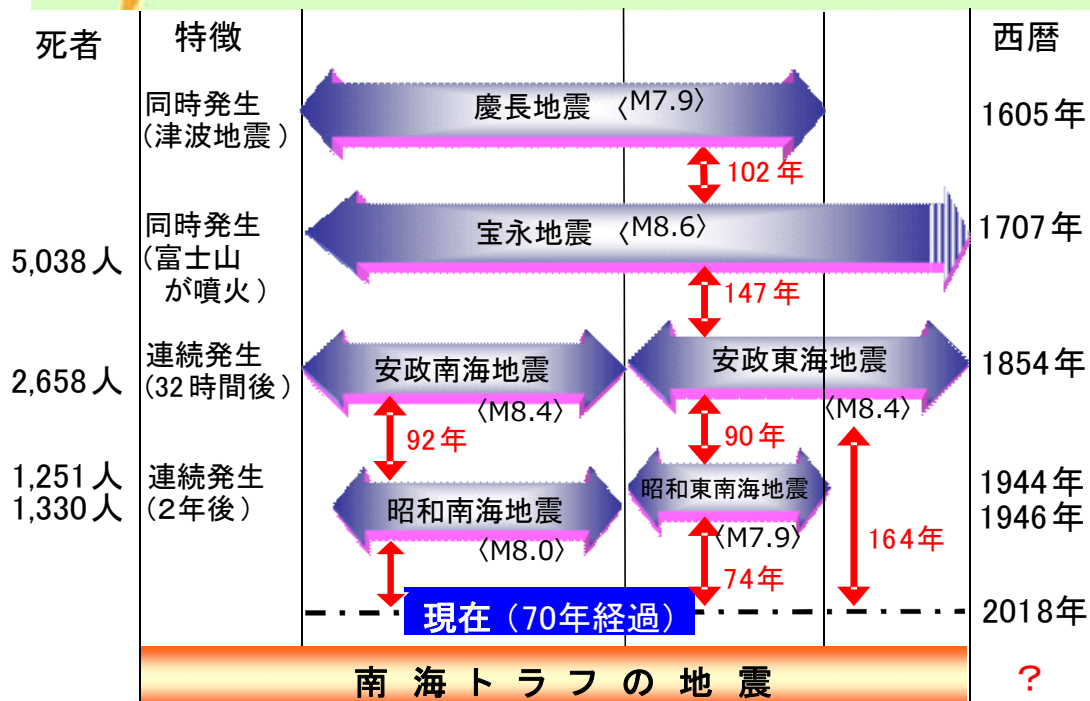 死者
特徴
西暦
同時発生
(津波地震)
慶長地震 〈M7.9〉
1605年
102年
同時発生
(富士山
が噴火)
5,038人
宝永地震 〈M8.6〉
1707年
147年
連続発生
(32時間後)
2,658人
安政南海地震
〈M8.4〉
安政東海地震
〈M8.4〉
1854年
92年
90年
1,251人
1,330人
連続発生
(2年後)
昭和南海地震
〈M8.0〉
昭和東南海地震
〈M7.9〉
1944年
1946年
164年
74年
現在(70年経過)
2018年
南海トラフの地震
?